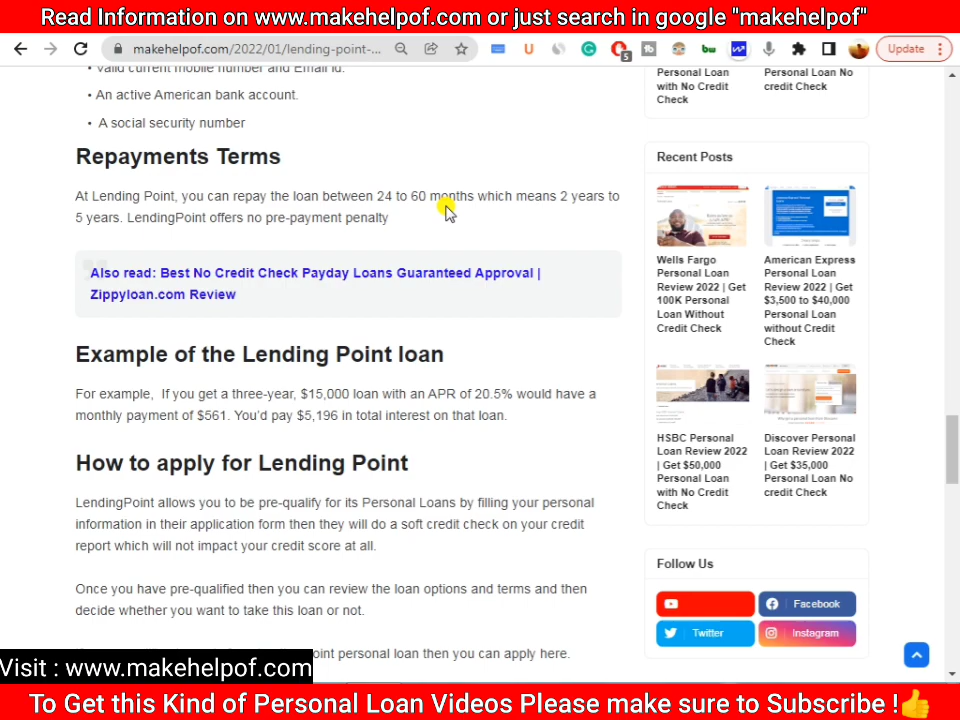 Read Information on www.makehelpof.com or just search in google "makehelpof"
makehelpof.com/2022/01/lending-point-...
5
Update
• Valid current mobile number and Email id.
• An active American bank account.
• A social security number
Repayments Terms
At Lending Point, you can repay the loan between 24 to 60 months which means 2 years to
5 years. LendingPoint offers no pre-payment penalty
Also read: Best No Credit Check Payday Loans Guaranteed Approval |
Zippyloan.com Review
Example of the Lending Point loan
For example, If you get a three-year, $15,000 loan with an APR of 20.5% would have a
monthly payment of $561. You'd pay $5,196 in total interest on that loan.
How to apply for Lending Point
LendingPoint allows you to be pre-qualify for its Personal Loans by filling your personal
information in their application form then they will do a soft credit check on your credit
report which will not impact your credit score at all.
Once you have pre-qualified then you can review the loan options and terms and then
decide whether you want to take this loan or not.
point personal loan then you can apply here.
Personal Loan
with No Credit
Check
Personal Loan No
credit Check
Recent Posts
Wells Fargo
Personal Loan
Review 2022 | Get
100K Personal
Loan Without
Credit Check
American Express
Personal Loan
Review 2022 | Get
$3,500 to $40,000
Personal Loan
without Credit
Check
HSBC Personal
Loan Review 2022
| Get $50,000
Personal Loan
with No Credit
Check
Discover Personal
Loan Review 2022
| Get $35,000
Personal Loan No
credit Check
Follow Us
Facebook
Twitter
Instagram
Visit : www.makehelpof.com
To Get this Kind of Personal Loan Videos Please make sure to Subscribe !👍